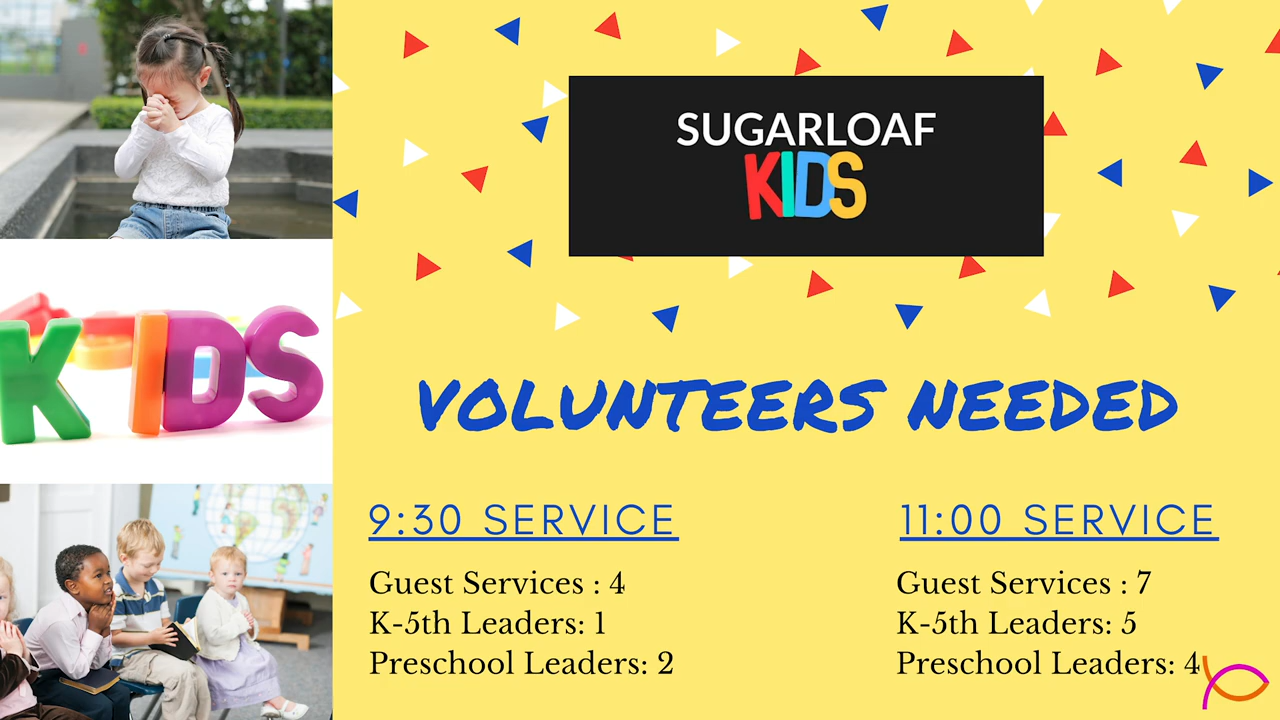 SUGARLOAF
KIDS
KIDS
VOLUNTEERS NEEDED
9:30 SERVICE
Guest Services : 4
K-5th Leaders: 1
Preschool Leaders: 2
11:00 SERVICE
Guest Services : 7
K-5th Leaders: 5
Preschool Leaders: 4